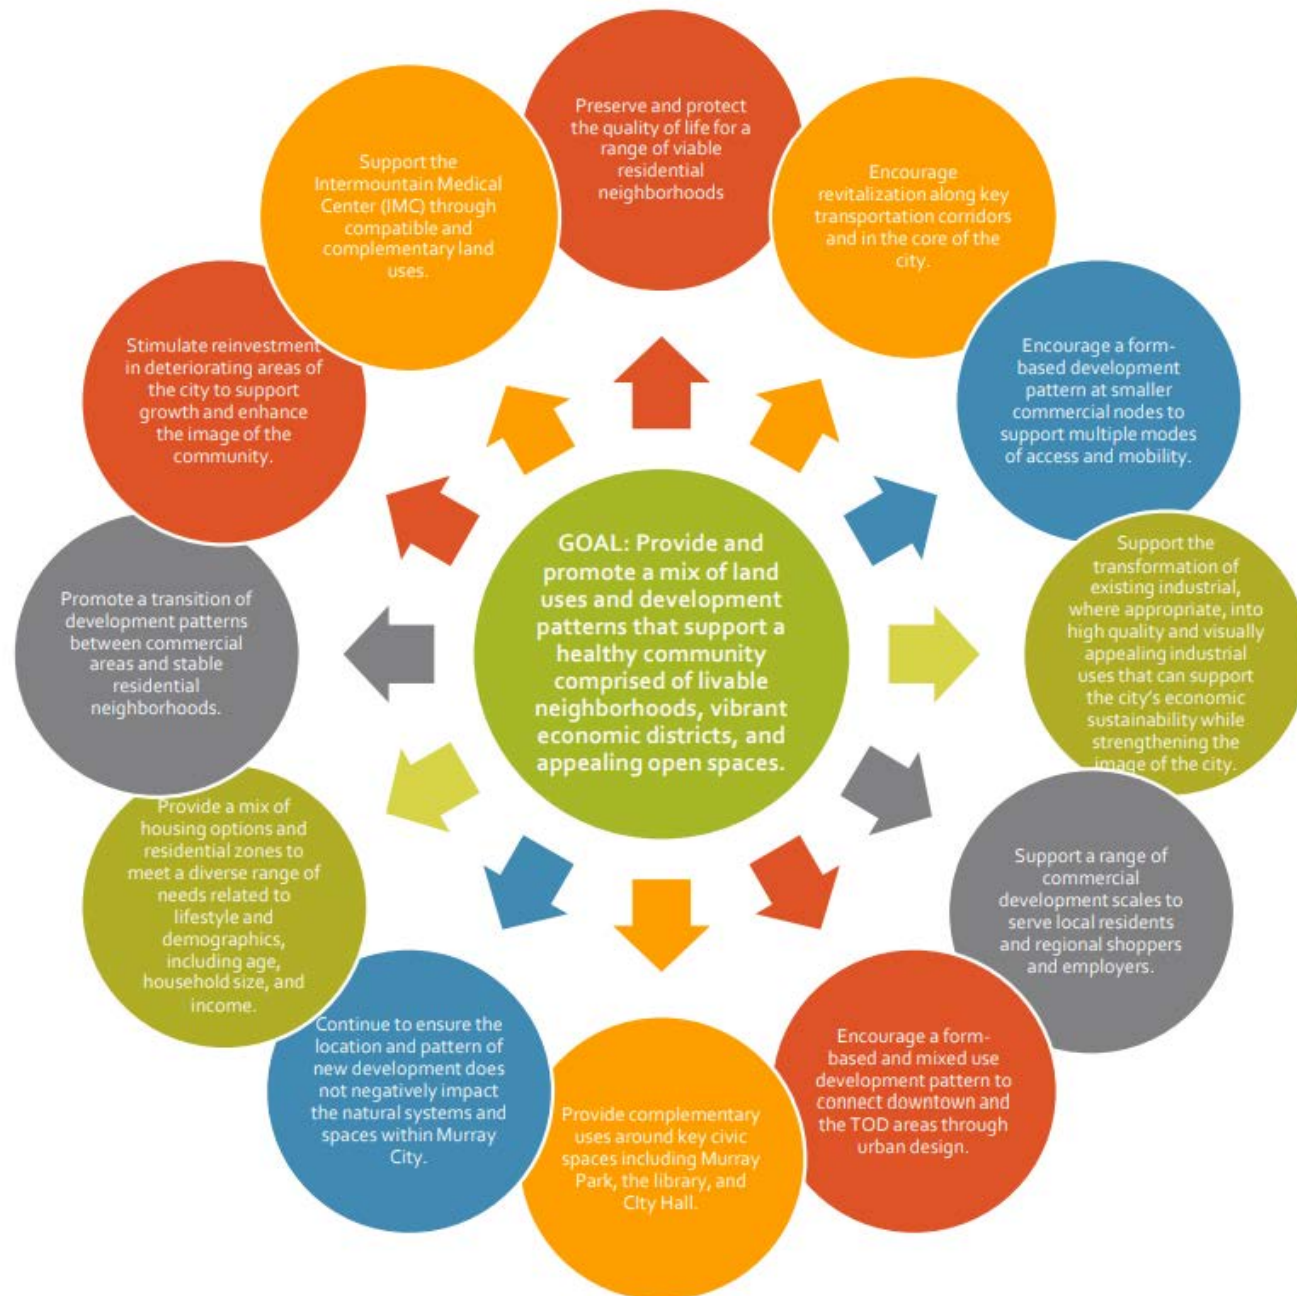 GOAL: Provide and
promote a mix of land
uses and development
patterns that support a
healthy community
comprised of livable
neighborhoods, vibrant
economic districts, and
appealing open spaces.
Preserve and protect
the quality of life for a
range of viable
residential
neighborhoods
Encourage
revitalization along key
transportation corridors
and in the core of the
city.
Encourage a form-
based development
pattern at smaller
commercial nodes to
support multiple modes
of access and mobility.
Support the
transformation of
existing industrial,
where appropriate, into
high quality and visually
appealing industrial
uses that can support
the city's economic
sustainability while
strengthening the
image of the city.
Support a range of
commercial
development scales to
serve local residents
and regional shoppers
and employers.
Encourage a form-
based and mixed use
development pattern to
connect downtown and
the TOD areas through
urban design.
Provide complementary
uses around key civic
spaces including Murray
Park, the library, and
CIty Hall.
Continue to ensure the
location and pattern of
new development does
not negatively impact
the natural systems and
spaces within Murray
City.
Provide a mix of
housing options and
residential zones to
meet a diverse range of
needs related to
lifestyle and
demographics,
including age,
household size, and
income.
Promote a transition of
development patterns
between commercial
areas and stable
residential
neighborhoods.
Stimulate reinvestment
in deteriorating areas of
the city to support
growth and enhance
the image of the
community.
Support the
Intermountain Medical
Center (IMC) through
compatible and
complementary land
uses.